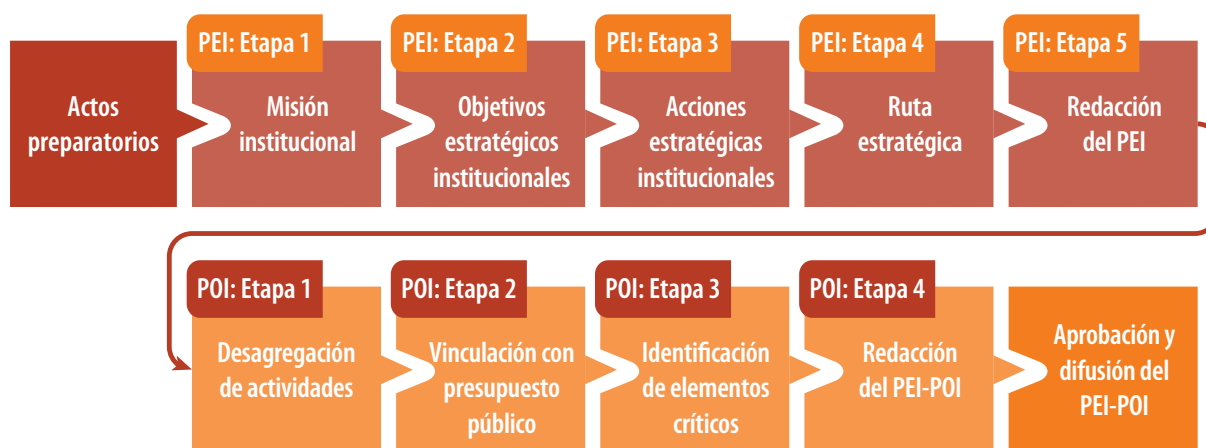 Actos
preparatorios
PEI: Etapa 1
Misión
institucional
PEI: Etapa 2
Objetivos
estratégicos
institucionales
PEI: Etapa 3
Acciones
estratégicas
institucionales
PEI: Etapa 4
Ruta
estratégica
PEI: Etapa 5
Redacción
del PEI
POI: Etapa 1
Desagregación
de actividades
POI: Etapa 2
Vinculación con
presupuesto
público
POI: Etapa 3
Identificación
de elementos
críticos
POI: Etapa 4
Redacción
del PEI-POI
Aprobación y
difusión del
PEI-POI